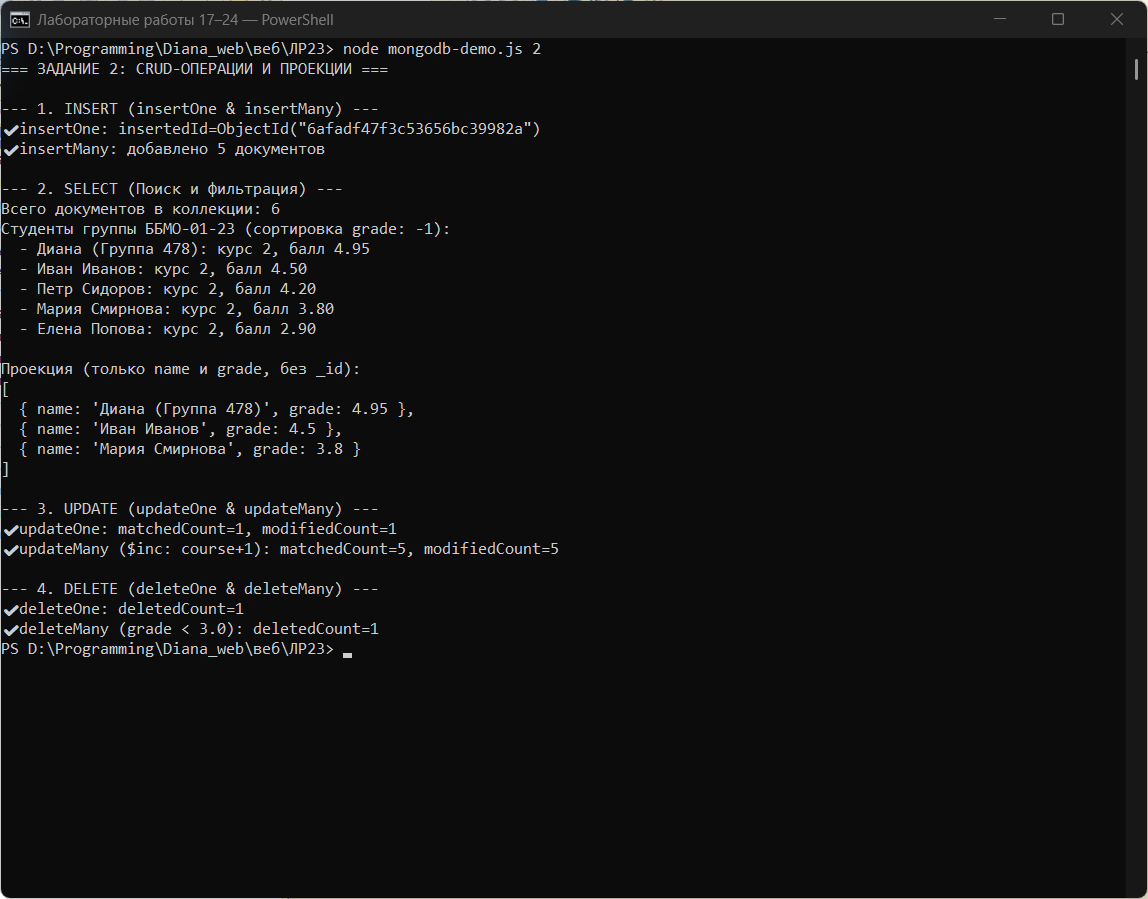 Лабораторные работы 17–24 — PowerShell
PS D:\Programming\Diana_web\веб\ЛР23> node mongodb-demo.js 2
=== ЗАДАНИЕ 2: CRUD-ОПЕРАЦИИ И ПРОЕКЦИИ ===
--- 1. INSERT (insertOne & insertMany) ---
✔insertOne: insertedId=ObjectId("6afadf47f3c53656bc39982a")
✔insertMany: добавлено 5 документов
--- 2. SELECT (Поиск и фильтрация) ---
Всего документов в коллекции: 6
Студенты группы ББМО-01-23 (сортировка grade: -1):
  - Диана (Группа 478): курс 2, балл 4.95
  - Иван Иванов: курс 2, балл 4.50
  - Петр Сидоров: курс 2, балл 4.20
  - Мария Смирнова: курс 2, балл 3.80
  - Елена Попова: курс 2, балл 2.90
Проекция (только name и grade, без _id):
[
  { name: 'Диана (Группа 478)', grade: 4.95 },
  { name: 'Иван Иванов', grade: 4.5 },
  { name: 'Мария Смирнова', grade: 3.8 }
]
--- 3. UPDATE (updateOne & updateMany) ---
✔updateOne: matchedCount=1, modifiedCount=1
✔updateMany ($inc: course+1): matchedCount=5, modifiedCount=5
--- 4. DELETE (deleteOne & deleteMany) ---
✔deleteOne: deletedCount=1
✔deleteMany (grade < 3.0): deletedCount=1
PS D:\Programming\Diana_web\веб\ЛР23>